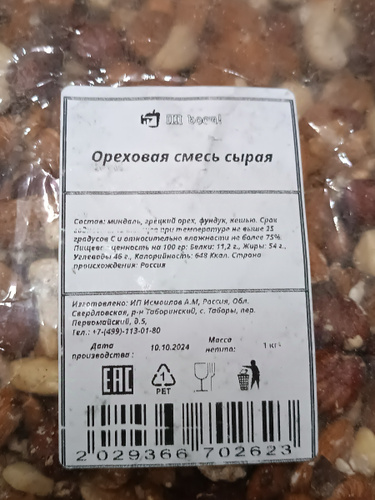 Ореховая смесь сырая
Состав: миндаль, грецкий орех, фундук, кешью. Срок
при температуре не выше 25
градусов С и относительно влажности не более 75%.
ценность на 100 гр: Белки: 11,2 г., Жиры: 54 г.,
Углеводы 46 г., Калорийность: 648 Ккал. Страна
происхождения: Россия
Изготовлено: ИП Исмоилов А.М, Россия, Обл.
Свердловская, р-н Таборинский, с. Таборы, пер.
Первомайский, д.5,
Тел.: +7-(499)-113-01-80
Дата производства: 10.10.2024 Масса нетто: 1 кг.
EAC
PET
2 029366 702623